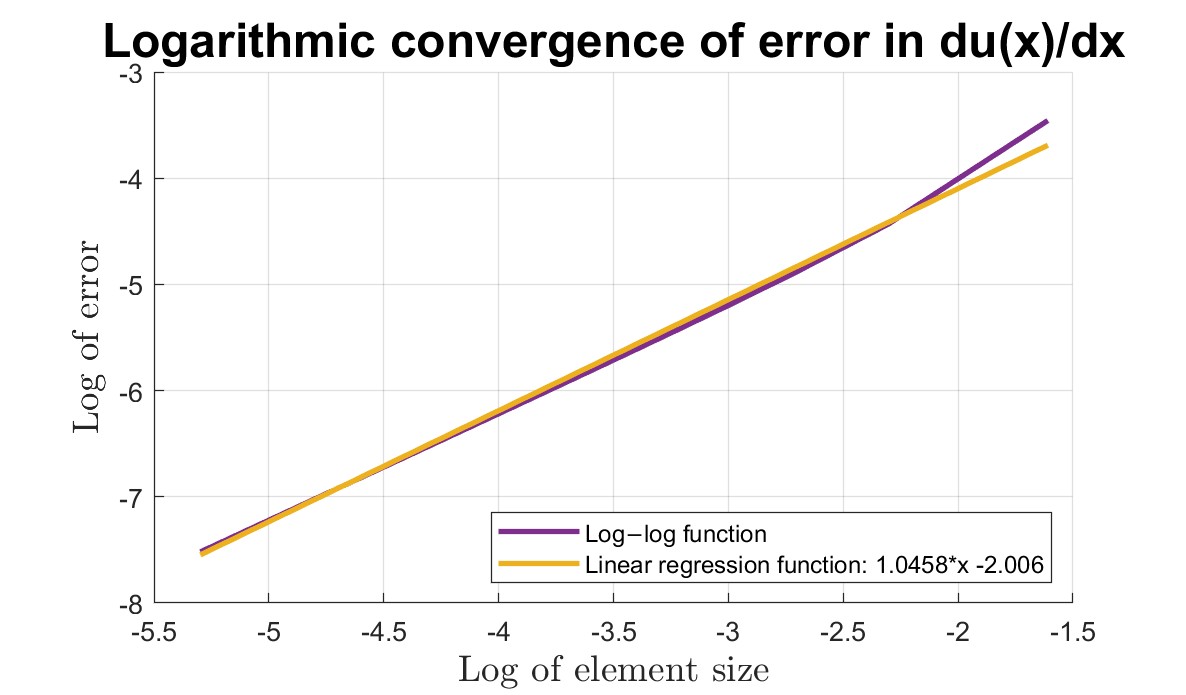 Logarithmic convergence of error in du(x)/dx
-3
-4
-5
-6
-7
-8
Log of error
Log−log function
Linear regression function: 1.0458*x -2.006
-5.5 -5 -4.5 -4 -3.5 -3 -2.5 -2 -1.5
Log of element size